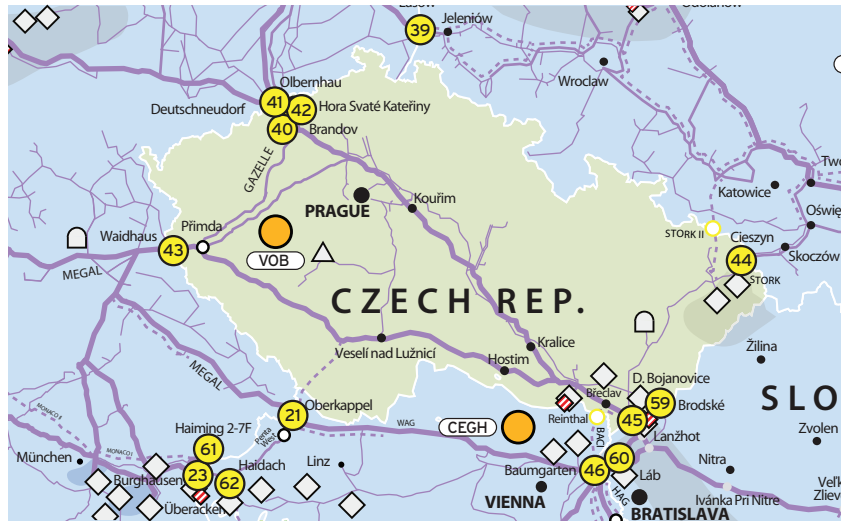 39
Jeleniów
Wroclaw
Olbernhau
Deutschneudorf
41
42
Hora Svaté Kateřiny
40
Brandov
GAZELLE
PRAGUE
Kouřim
Katowice
Waidhaus
Přimda
43
MEGAL
VOB
STORK II
Cieszyn
44
Skoczów
STORK
CZECH REP.
Veselí nad Lužnicí
Hostim
Kralice
Žilina
MEGAL
D. Bojanovice
Břeclav
59
Brodské
SLO
21
Oberkappel
WAG
CEGH
Reinthal
BACI
45
Lanžhot
Zvolen
Haiming 2-7F
61
Penta
West
MONACO I
München
Linz
Burghausen
23
Haidach
62
Überackern
Baumgarten
46
60
Láb
HAG
Nitra
VIENNA
BRATISLAVA
Ivánka Pri Nitre